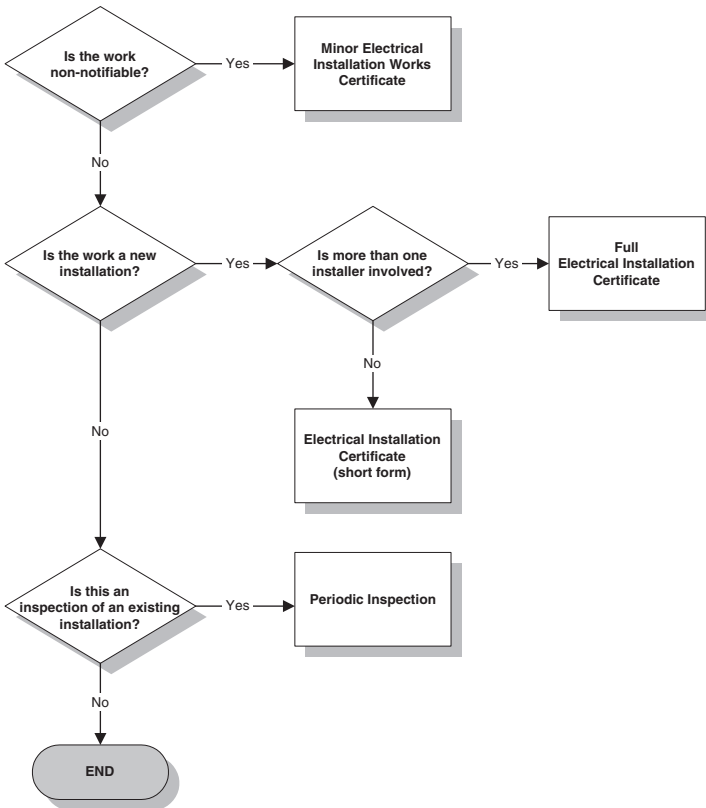 Is the work
non-notifiable?
Yes
Minor Electrical
Installation Works
Certificate
No
Is the work a new
installation?
Yes
Is more than one
installer involved?
Yes
Full
Electrical Installation
Certificate
No
Electrical Installation
Certificate
(short form)
No
Is this an
inspection of an existing
installation?
Yes
Periodic Inspection
No
END